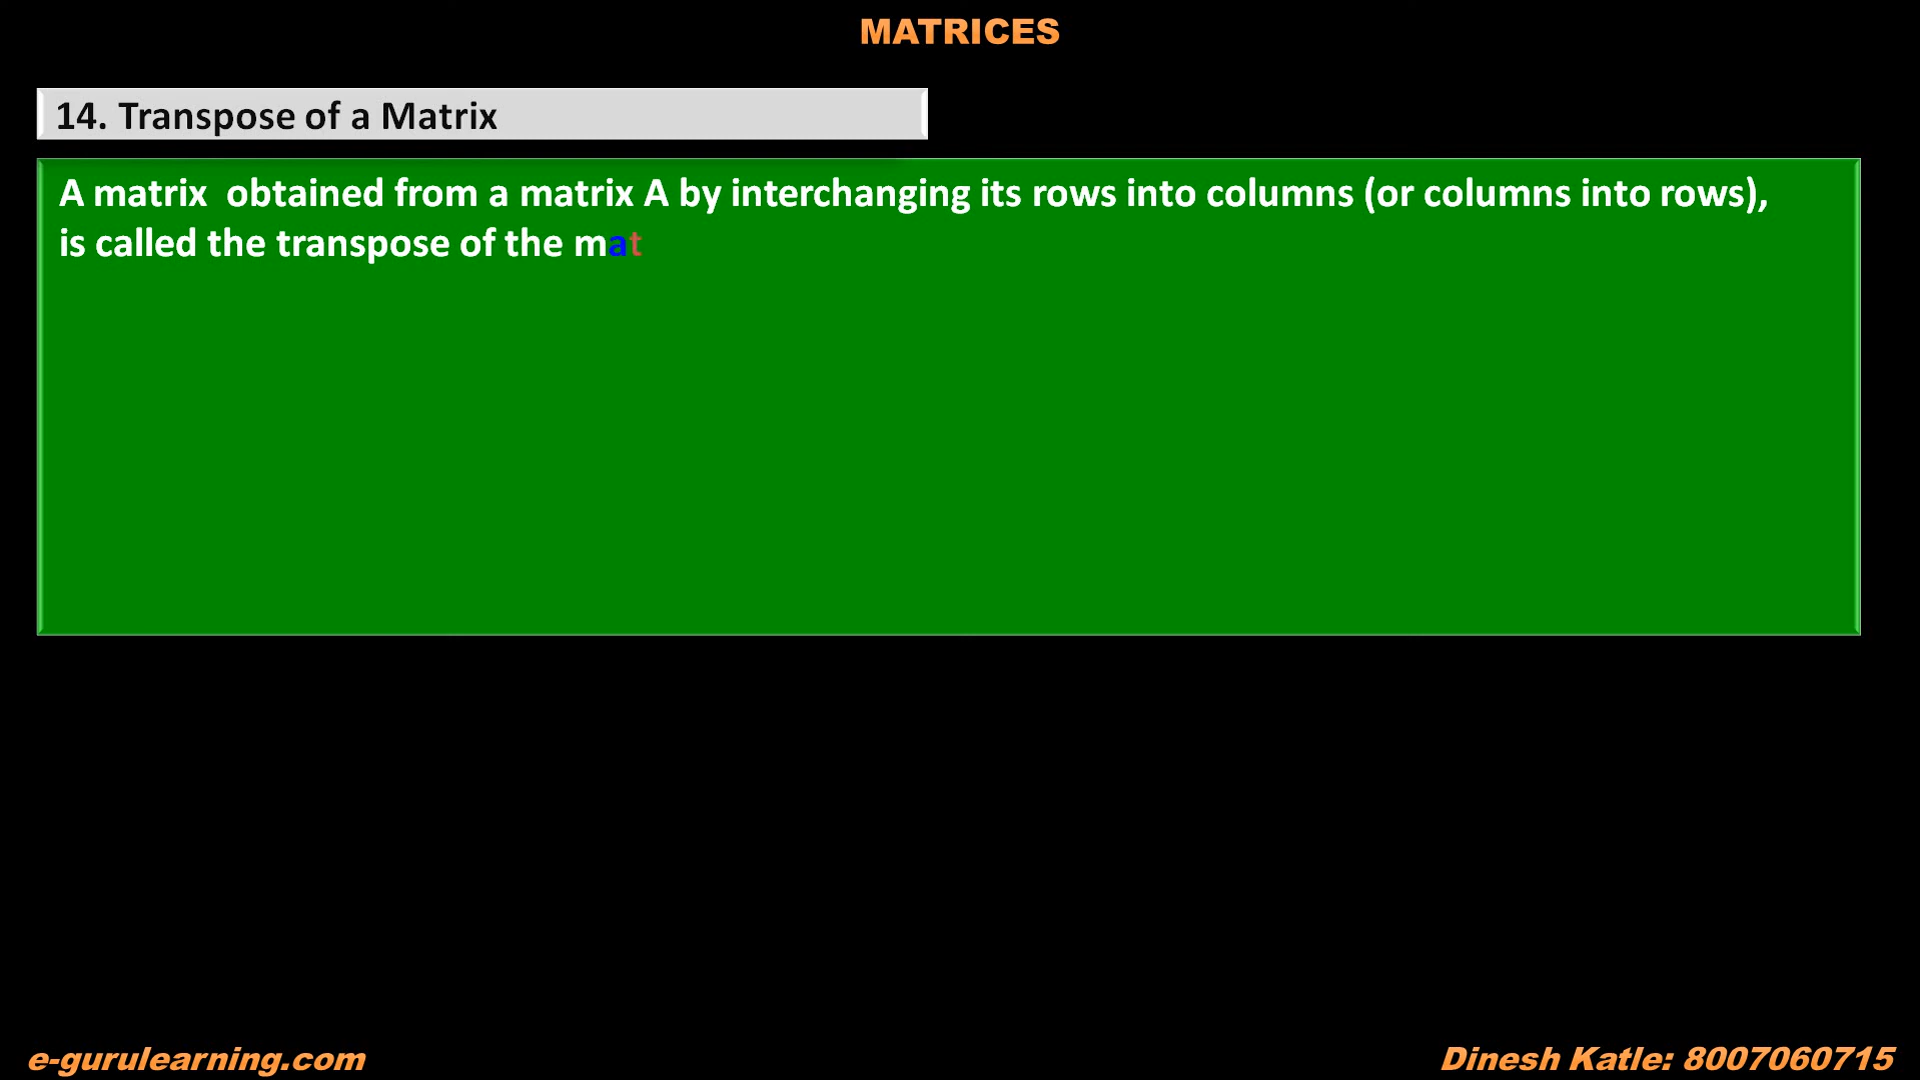 MATRICES
14. Transpose of a Matrix
A matrix  obtained from a matrix A by interchanging its rows into columns (or columns into rows),
is called the transpose of the mat
e-gurulearning.com
Dinesh Katle: 8007060715